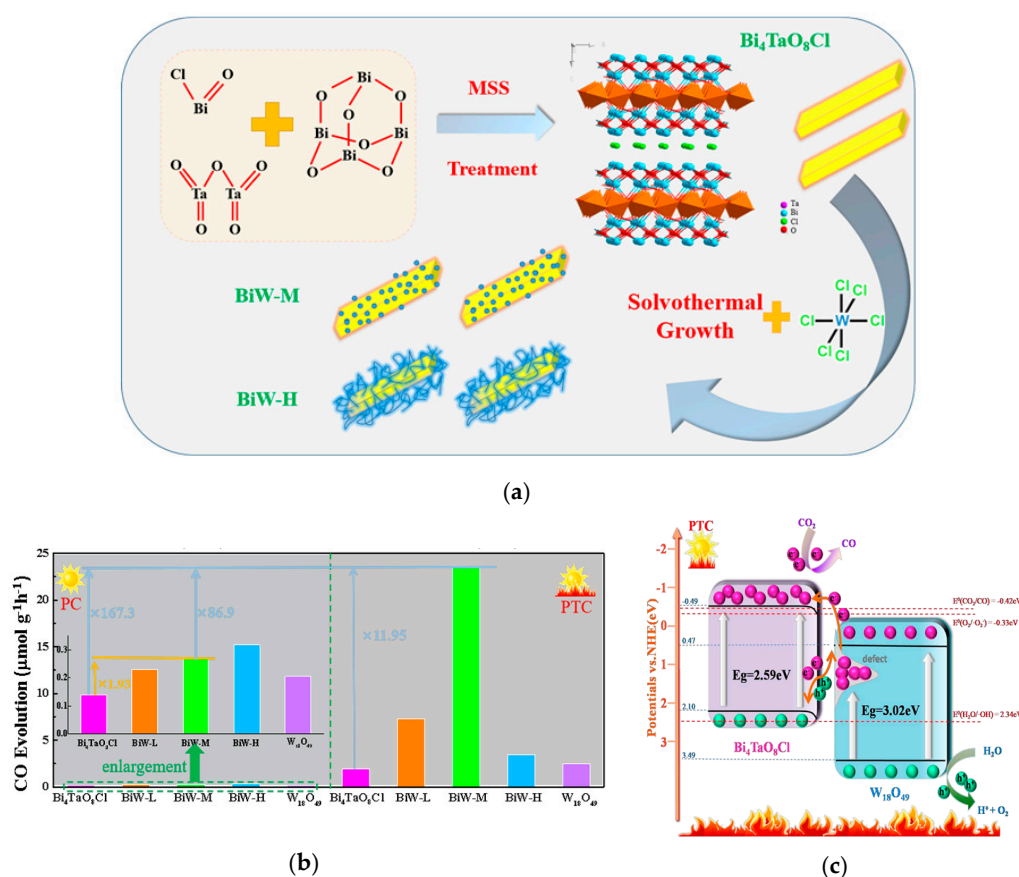 Cl
O
Bi
O
O
O
Ta
Ta
O
O
Bi
O
O
O
Bi
O
Bi
O
Bi
O
MSS
Treatment
Bi₄TaO₈Cl
Ta
Bi
Cl
O
BiW-M
BiW-H
Solvothermal
Growth
Cl
Cl
Cl
W
Cl
Cl
Cl
(a)
CO Evolution (μmol g⁻¹h⁻¹)
25
23
20
15
13
10
5
0
PC
×167.3
×86.9
×11.95
PTC
0.3
0.2
0.1
0.0
×1.93
Bi₄TaO₈Cl
BiW-L
BiW-M
BiW-H
W₁₈O₄₉
enlargement
Bi₄TaO₈Cl
BiW-L
BiW-M
BiW-H
W₁₈O₄₉
Bi₄TaO₈Cl
BiW-L
BiW-M
BiW-H
W₁₈O₄₉
(b)
PTC
CO₂
CO
e⁻
e⁻
e⁻
Potentials vs.NHE(eV)
-2
-1
0
1
2
3
-0.49
0.47
2.10
3.49
E⁰(CO₂/CO) = -0.42eV
E⁰(O₂/·O₂⁻) = -0.33eV
E⁰(H₂O/·OH) = 2.34eV
e⁻
e⁻
e⁻
e⁻
h⁺
h⁺
defect
Eg=2.59eV
Eg=3.02eV
Bi₄TaO₈Cl
W₁₈O₄₉
H₂O
h⁺
h⁺
h⁺
H⁺ + O₂
(c)